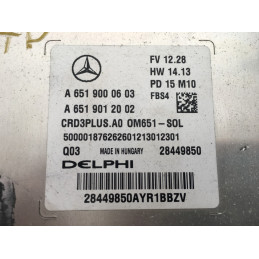 FV 12.28
A 651 900 06 03
HW 14.13
PD 15 M10
A 651 901 20 02
FBS4
CRD3PLUS.A0 OM651-SOL
500001876262601213012301
Q03 MADE IN HUNGARY 28449850
DELPHI
28449850AYR1BBZV